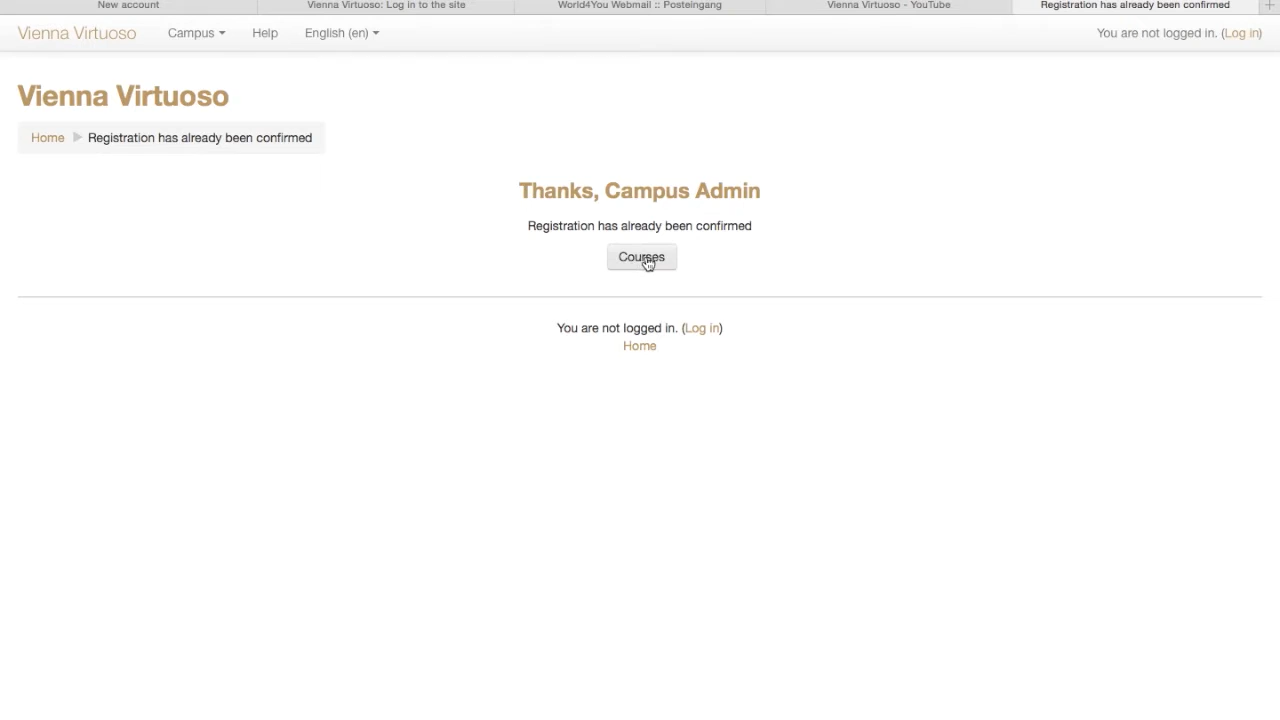 New account
Vienna Virtuoso: Log in to the site
World4You Webmail :: Posteingang
Vienna Virtuoso - YouTube
Registration has already been confirmed
Vienna Virtuoso
Campus
Help
English (en)
You are not logged in. (Log in)
Vienna Virtuoso
Home
Registration has already been confirmed
Thanks, Campus Admin
Registration has already been confirmed
Courses
You are not logged in. (Log in)
Home